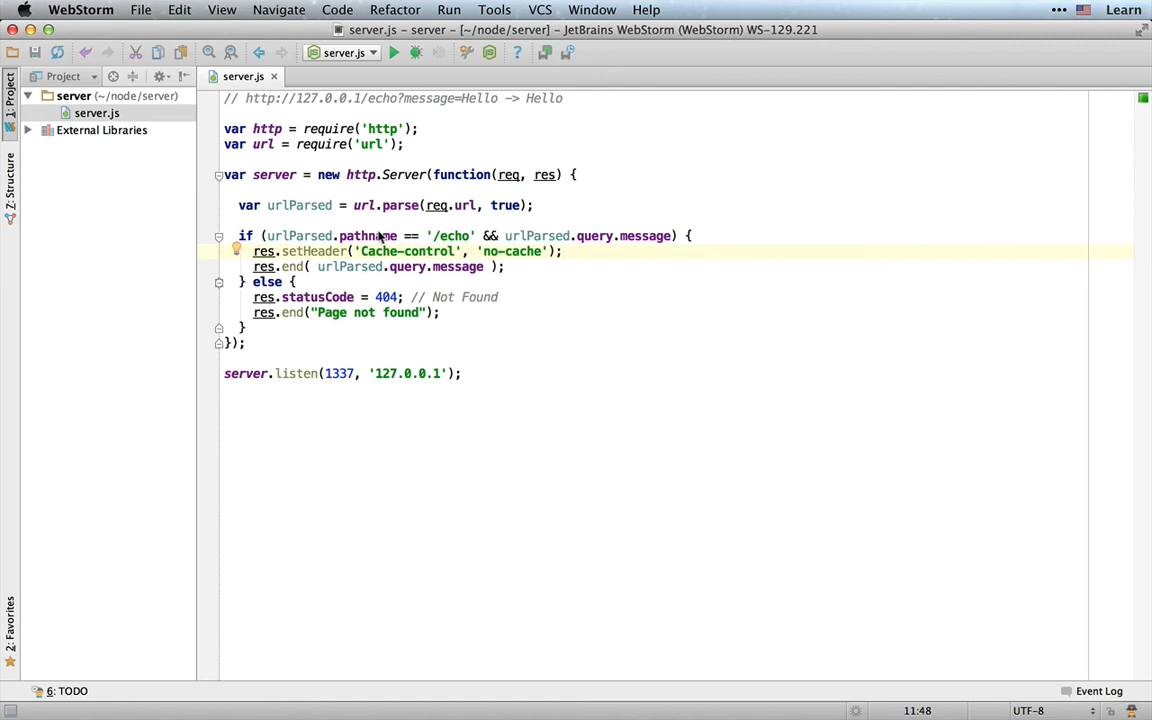 WebStorm File Edit View Navigate Code Refactor Run Tools VCS Window Help Learn
server.js – server – [~/node/server] – JetBrains WebStorm (WebStorm) WS-129.221
server.js
Project
server.js
1: Project
Z: Structure
2: Favorites
server (~/node/server)
server.js
External Libraries
// http://127.0.0.1/echo?message=Hello -> Hello
var http = require('http');
var url = require('url');
var server = new http.Server(function(req, res) {
var urlParsed = url.parse(req.url, true);
if (urlParsed.pathname == '/echo' && urlParsed.query.message) {
res.setHeader('Cache-control', 'no-cache');
res.end( urlParsed.query.message );
} else {
res.statusCode = 404; // Not Found
res.end("Page not found");
}
});
server.listen(1337, '127.0.0.1');
6: TODO
Event Log
11:48
UTF-8